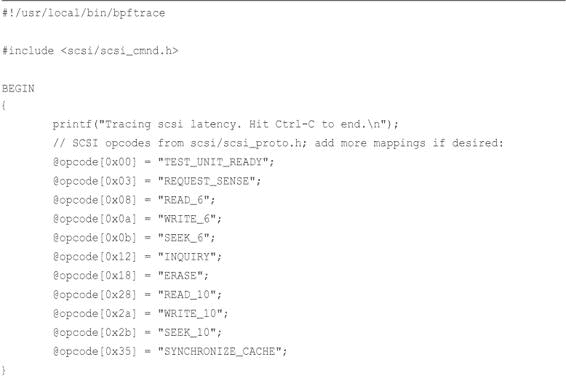 #!/usr/local/bin/bpftrace
#include <scsi/scsi_cmnd.h>
BEGIN
{
        printf("Tracing scsi latency. Hit Ctrl-C to end.\n");
        // SCSI opcodes from scsi/scsi_proto.h; add more mappings if desired:
        @opcode[0x00] = "TEST_UNIT_READY";
        @opcode[0x03] = "REQUEST_SENSE";
        @opcode[0x08] = "READ_6";
        @opcode[0x0a] = "WRITE_6";
        @opcode[0x0b] = "SEEK_6";
        @opcode[0x12] = "INQUIRY";
        @opcode[0x18] = "ERASE";
        @opcode[0x28] = "READ_10";
        @opcode[0x2a] = "WRITE_10";
        @opcode[0x2b] = "SEEK_10";
        @opcode[0x35] = "SYNCHRONIZE_CACHE";
}